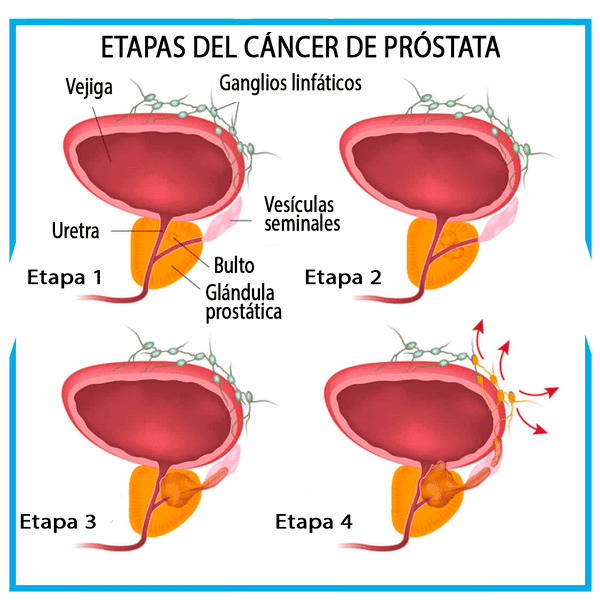 ETAPAS DEL CÁNCER DE PRÓSTATA
Vejiga
Ganglios linfáticos
Vesículas
seminales
Uretra
Bulto
Glándula
prostática
Etapa 1
Etapa 2
Etapa 3
Etapa 4